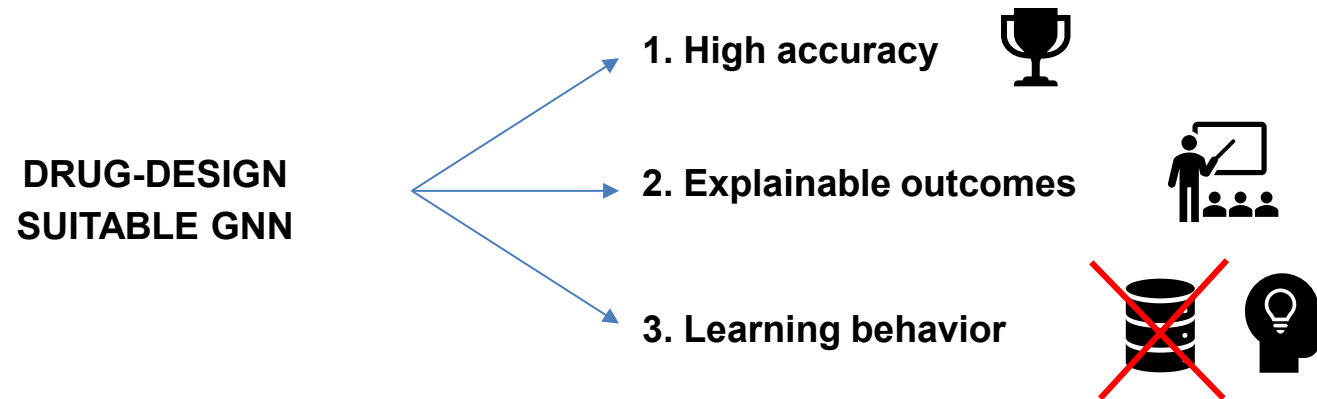 DRUG-DESIGN
SUITABLE GNN
1. High accuracy
2. Explainable outcomes
3. Learning behavior